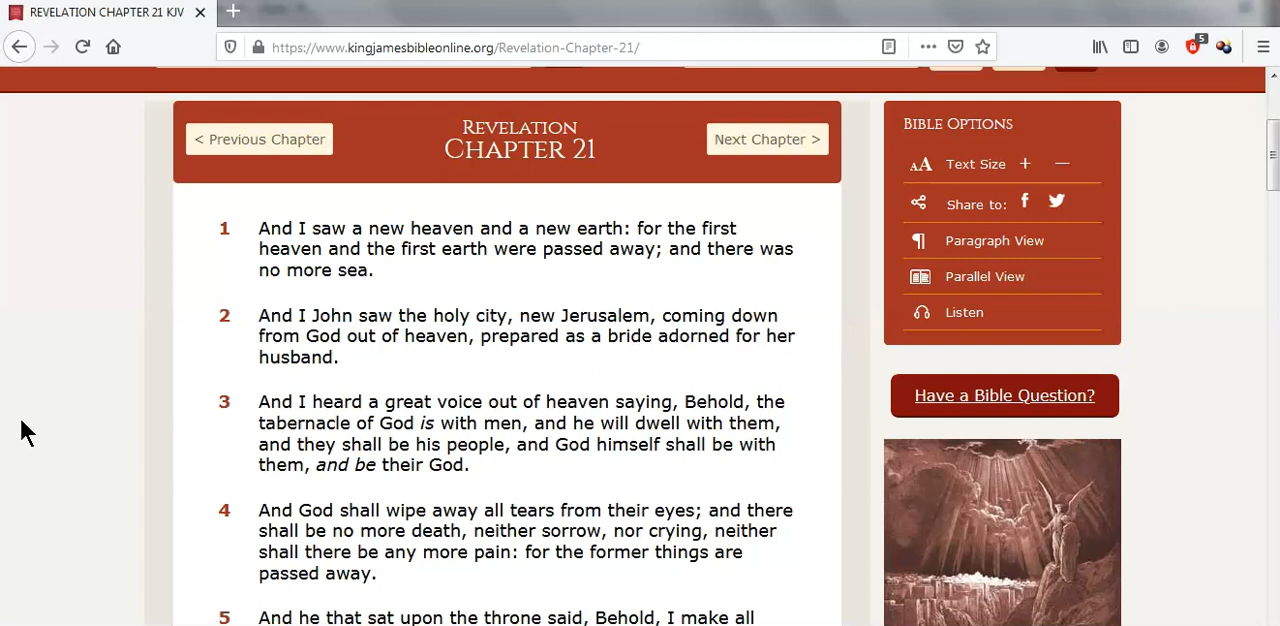 REVELATION CHAPTER 21 KJV
https://www.kingjamesbibleonline.org/Revelation-Chapter-21/
5
< Previous Chapter
REVELATION
CHAPTER 21
Next Chapter >
1 And I saw a new heaven and a new earth: for the first
heaven and the first earth were passed away; and there was
no more sea.
2 And I John saw the holy city, new Jerusalem, coming down
from God out of heaven, prepared as a bride adorned for her
husband.
3 And I heard a great voice out of heaven saying, Behold, the
tabernacle of God is with men, and he will dwell with them,
and they shall be his people, and God himself shall be with
them, and be their God.
4 And God shall wipe away all tears from their eyes; and there
shall be no more death, neither sorrow, nor crying, neither
shall there be any more pain: for the former things are
passed away.
5 And he that sat upon the throne said, Behold, I make all
BIBLE OPTIONS
AA Text Size + —
Share to:
Paragraph View
Parallel View
Listen
Have a Bible Question?